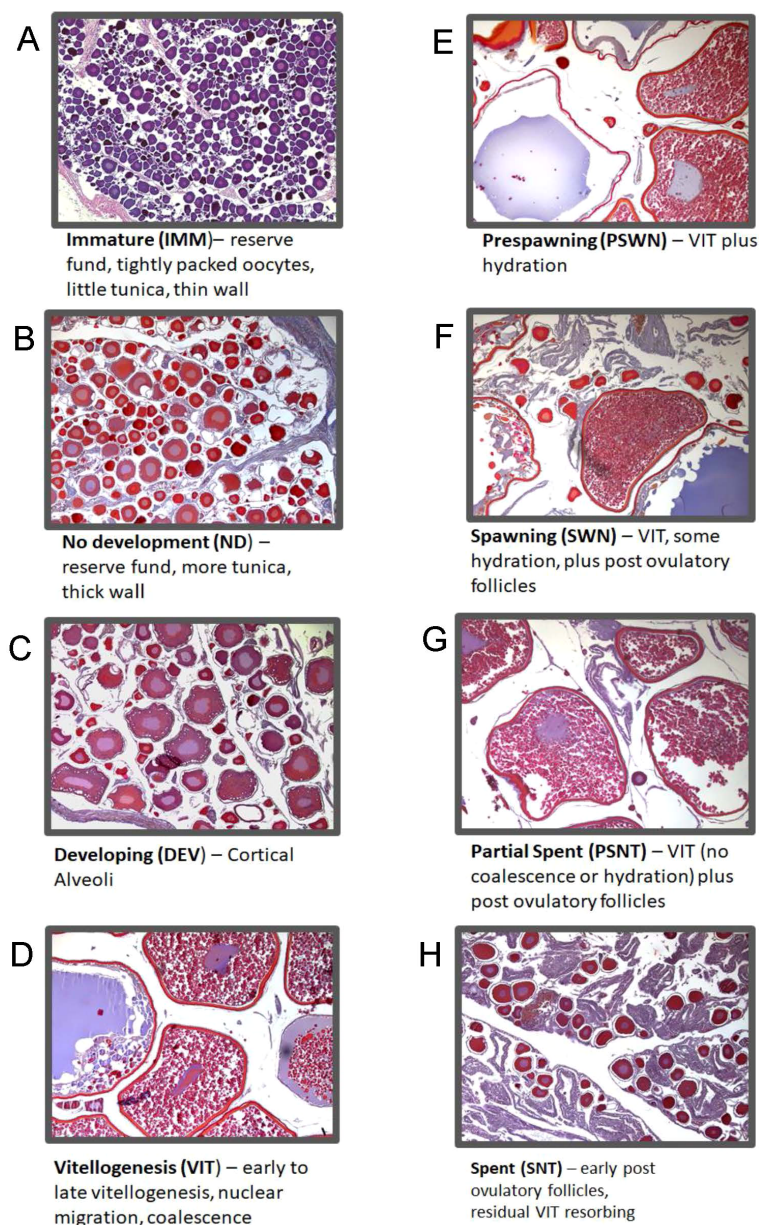 A
Immature (IMM)– reserve
fund, tightly packed oocytes,
little tunica, thin wall
B
No development (ND) –
reserve fund, more tunica,
thick wall
C
Developing (DEV) – Cortical
Alveoli
D
Vitellogenesis (VIT) – early to
late vitellogenesis, nuclear
migration, coalescence
E
Prespawning (PSWN) – VIT plus
hydration
F
Spawning (SWN) – VIT, some
hydration, plus post ovulatory
follicles
G
Partial Spent (PSNT) – VIT (no
coalescence or hydration) plus
post ovulatory follicles
H
Spent (SNT) – early post
ovulatory follicles,
residual VIT resorbing